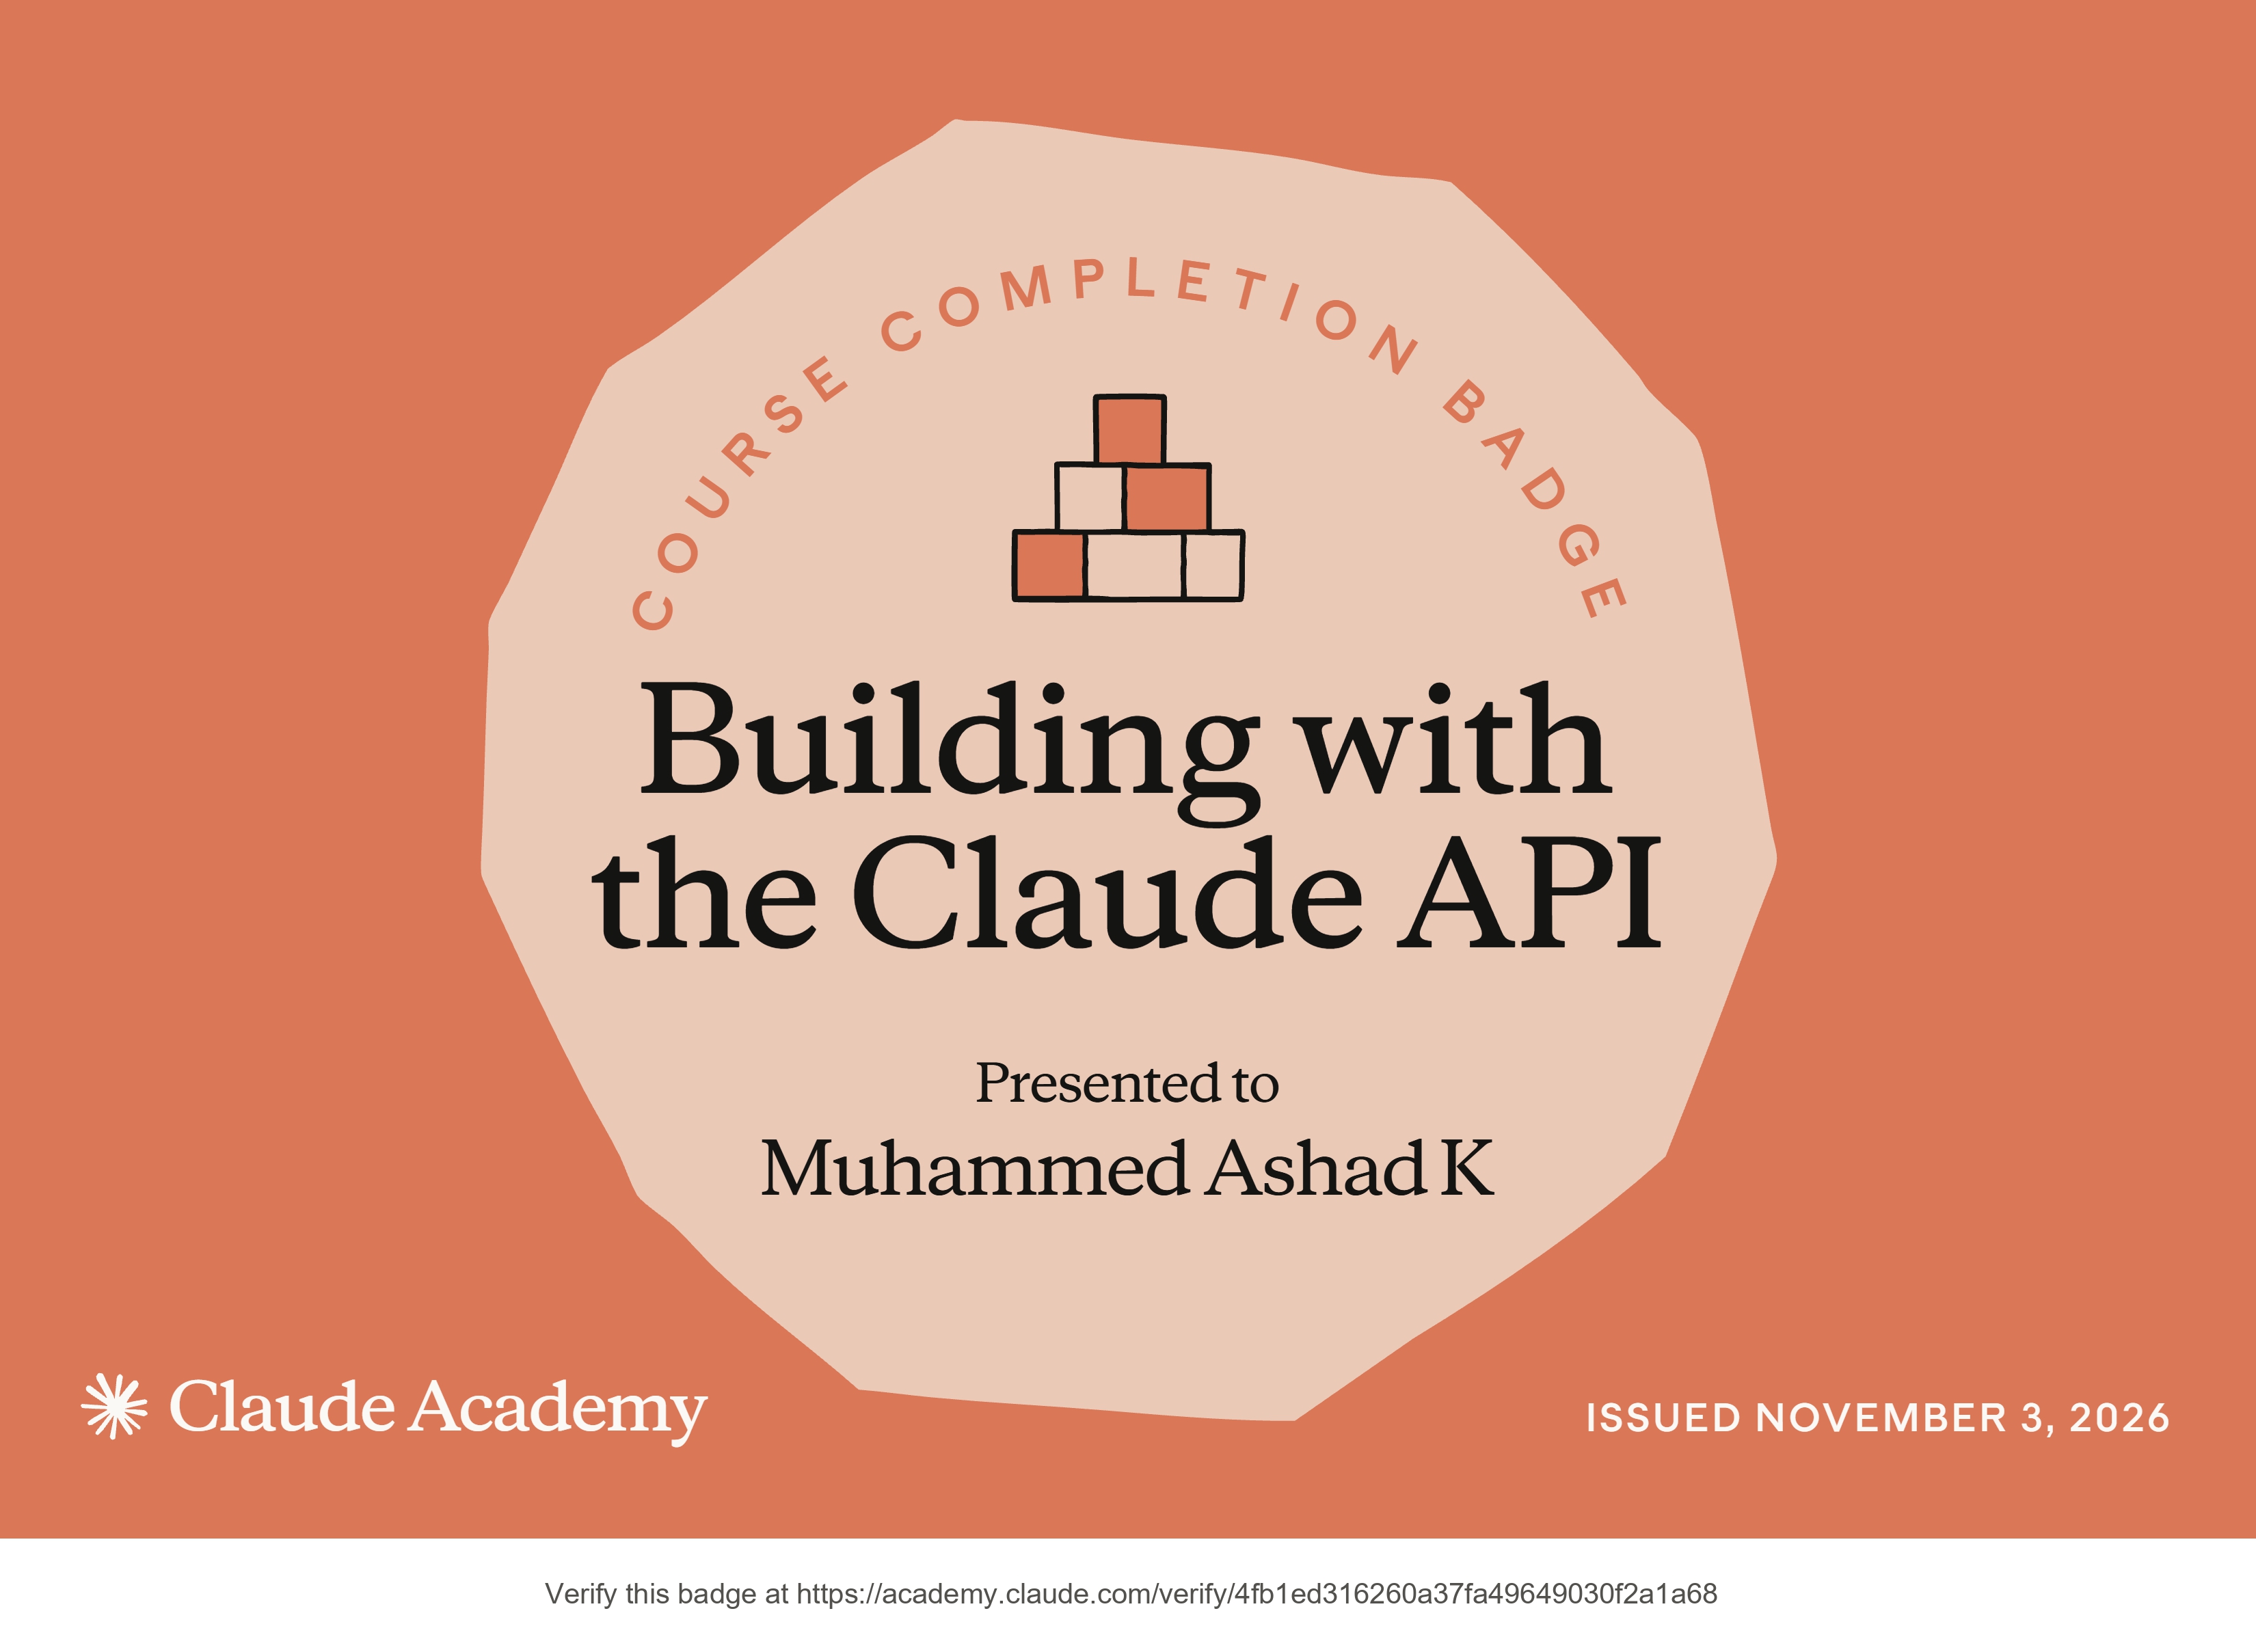 COURSE COMPLETION BADGE
Building with
the Claude API
Presented to
Muhammed Ashad K
Claude Academy
ISSUED NOVEMBER 3, 2026
Verify this badge at https://academy.claude.com/verify/4fb1ed316260a37fa49649030f2a1a68